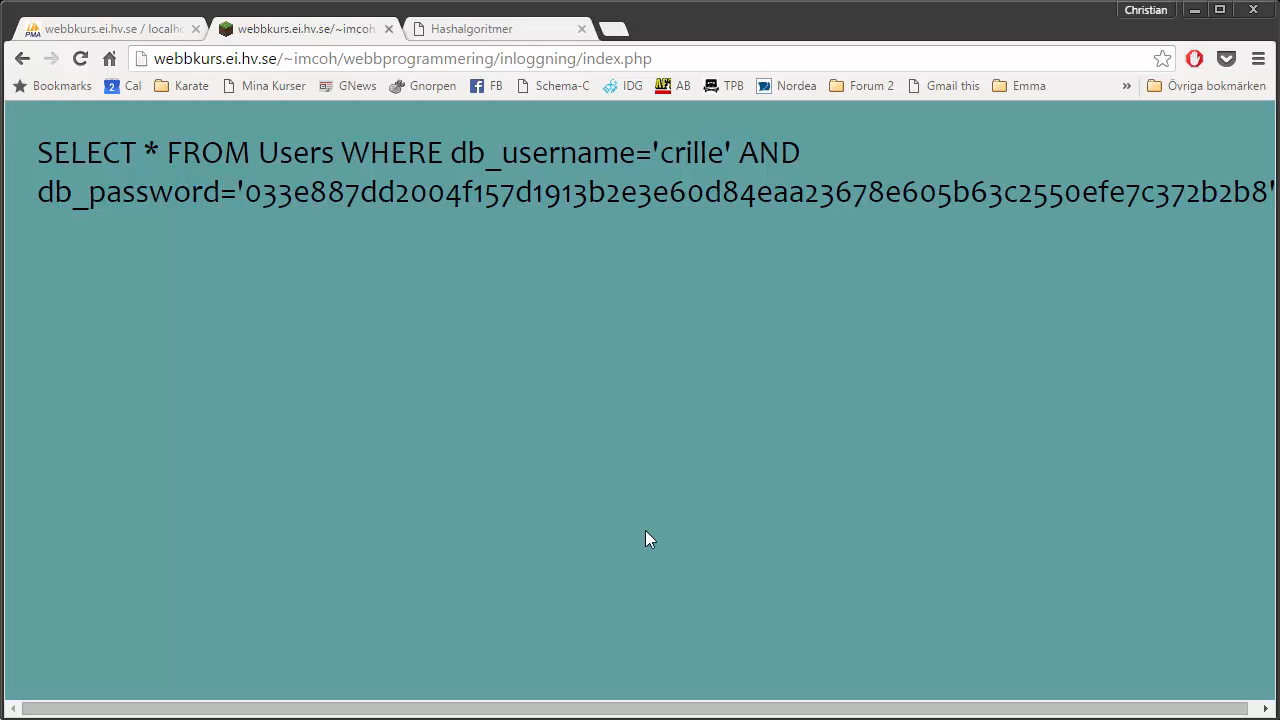 Christian
webbkurs.ei.hv.se / localh
webbkurs.ei.hv.se/~imcoh
Hashalgoritmer
webbkurs.ei.hv.se/~imcoh/webbprogrammering/inloggning/index.php
Bookmarks 2 Cal Karate Mina Kurser GNews Gnorpen FB Schema-C IDG AB TPB Nordea Forum 2 Gmail this Emma » Övriga bokmärken
SELECT * FROM Users WHERE db_username='crille' AND
db_password='033e887dd2004f157d1913b2e3e60d84eaa23678e605b63c2550efe7c372b2b8'